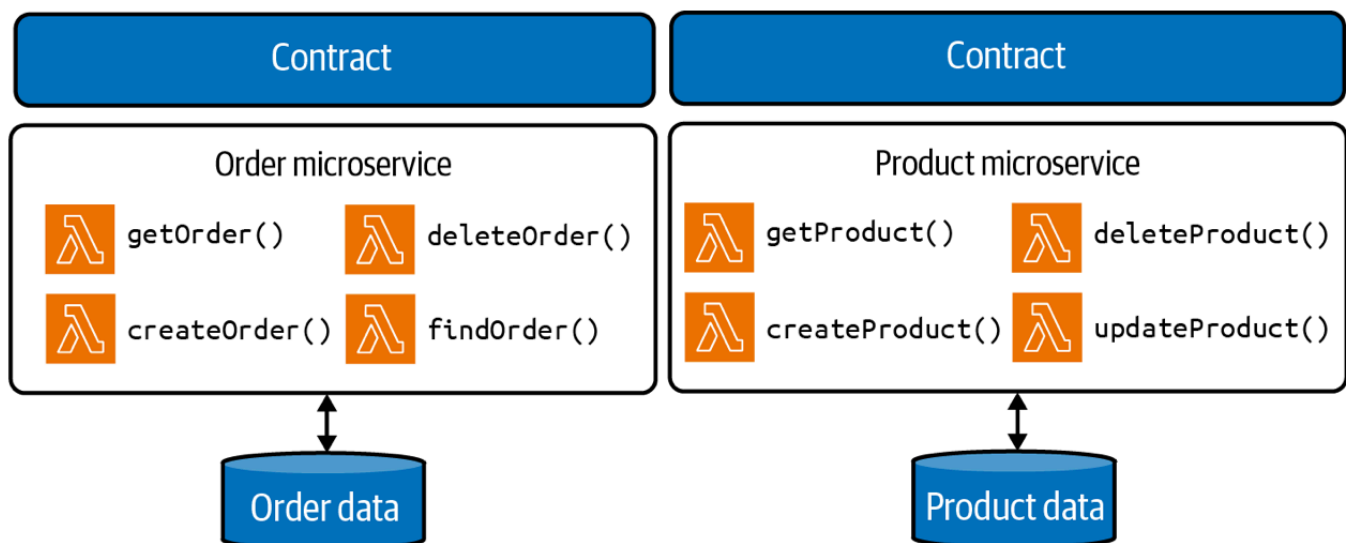 Contract
Order microservice
getOrder()
deleteOrder()
createOrder()
findOrder()
Order data
Contract
Product microservice
getProduct()
deleteProduct()
createProduct()
updateProduct()
Product data